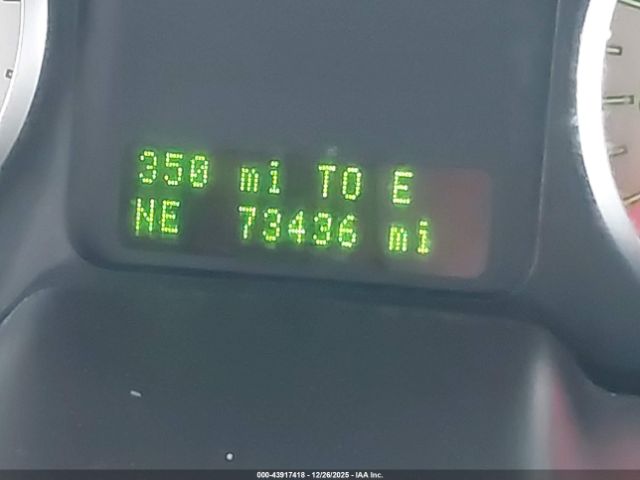 350 mi TO E
NE 73436 mi
000-43917418 - 12/26/2025 - IAA Inc.